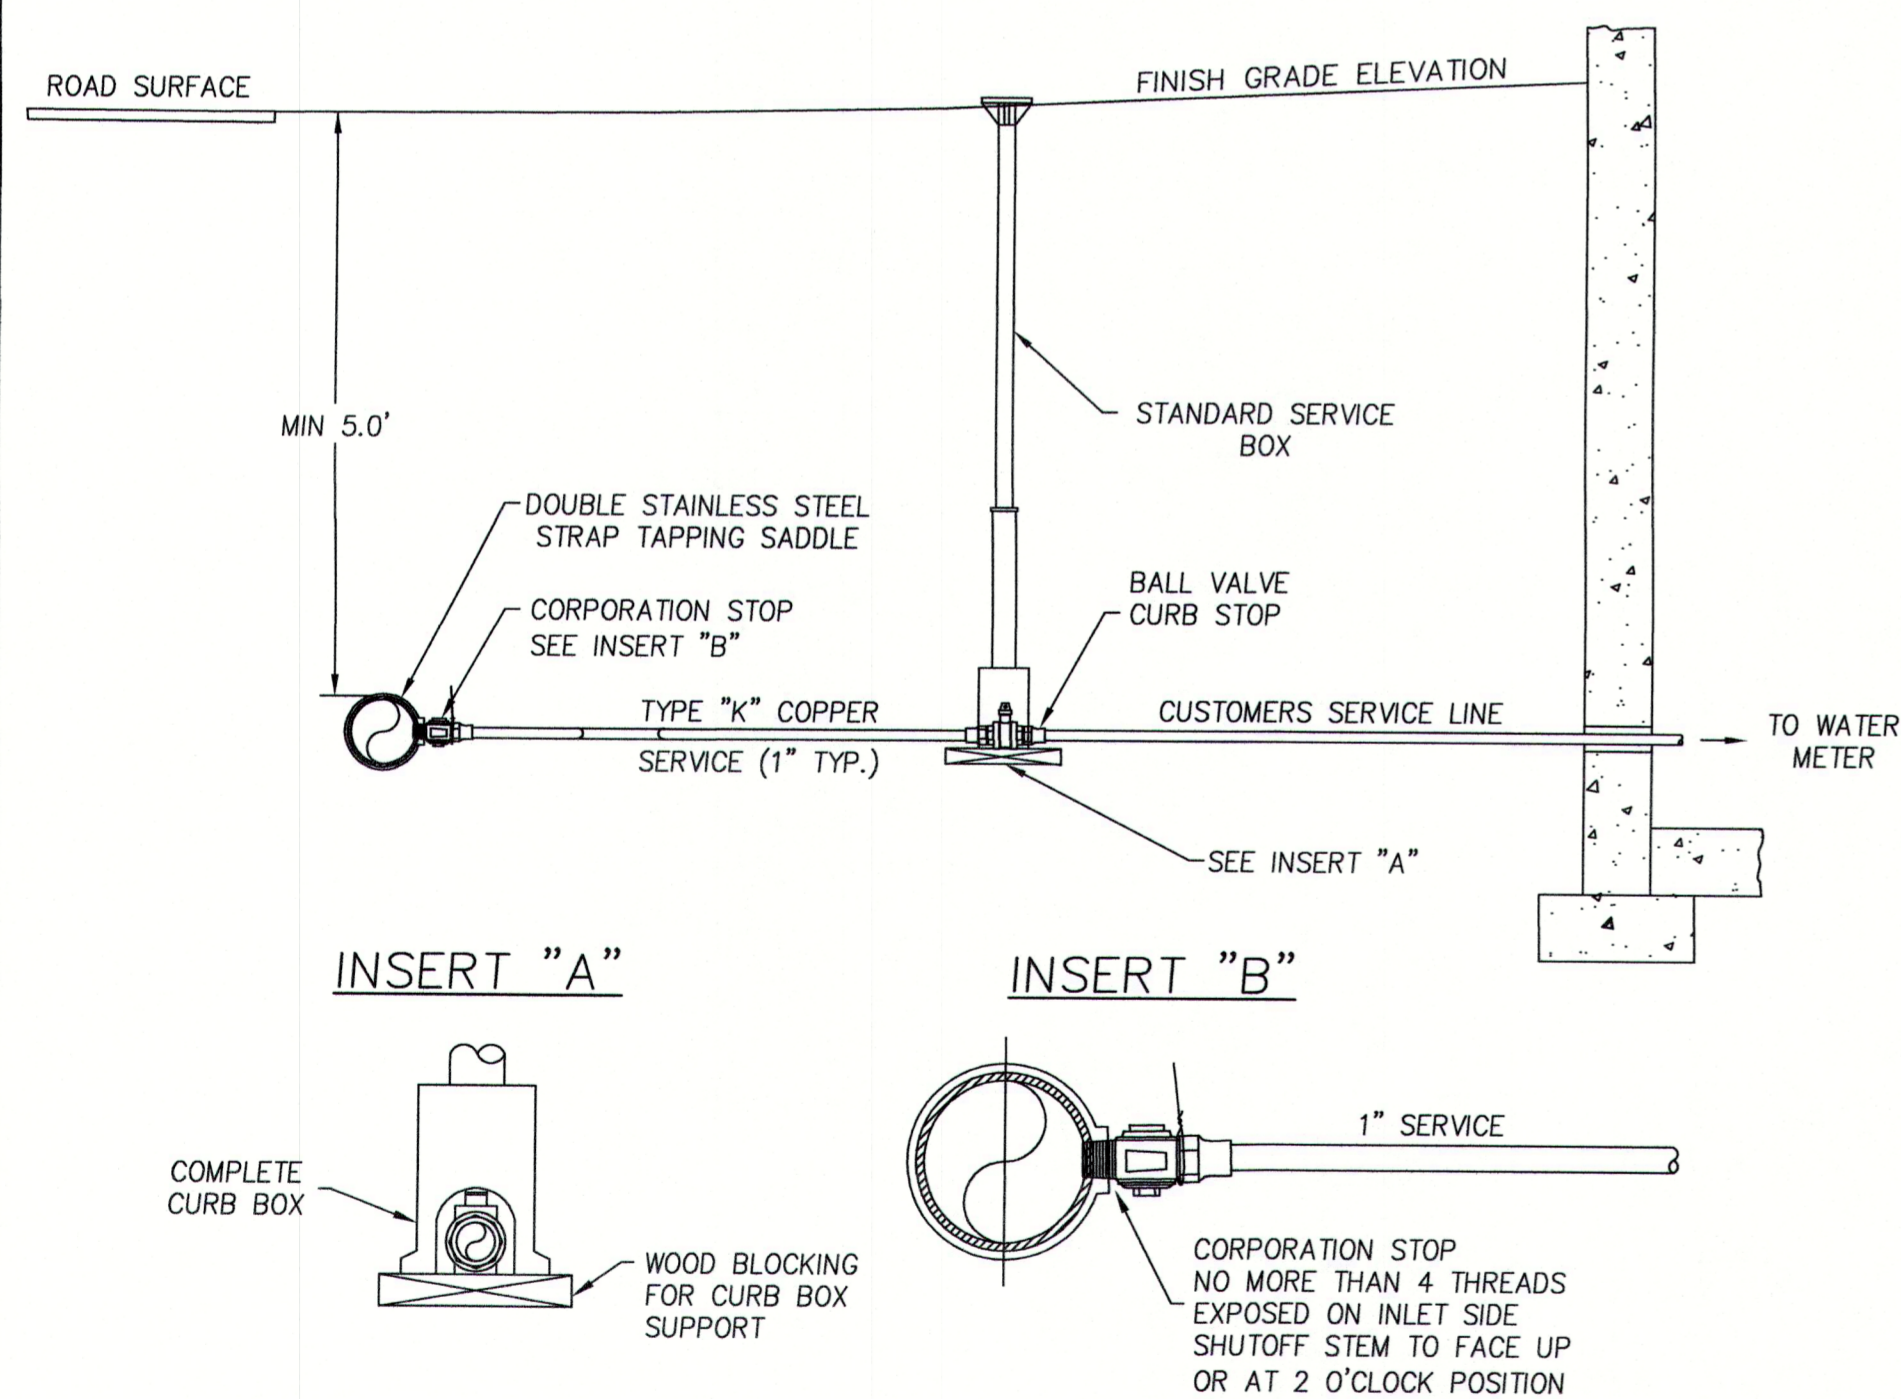 ROAD SURFACE
FINISH GRADE ELEVATION
MIN 5.0'
STANDARD SERVICE
BOX
DOUBLE STAINLESS STEEL
STRAP TAPPING SADDLE
CORPORATION STOP
SEE INSERT "B"
BALL VALVE
CURB STOP
TYPE "K" COPPER
SERVICE (1" TYP.)
CUSTOMERS SERVICE LINE
TO WATER
METER
SEE INSERT "A"
INSERT "A"
COMPLETE
CURB BOX
WOOD BLOCKING
FOR CURB BOX
SUPPORT
INSERT "B"
1" SERVICE
CORPORATION STOP
NO MORE THAN 4 THREADS
EXPOSED ON INLET SIDE
SHUTOFF STEM TO FACE UP
OR AT 2 O'CLOCK POSITION